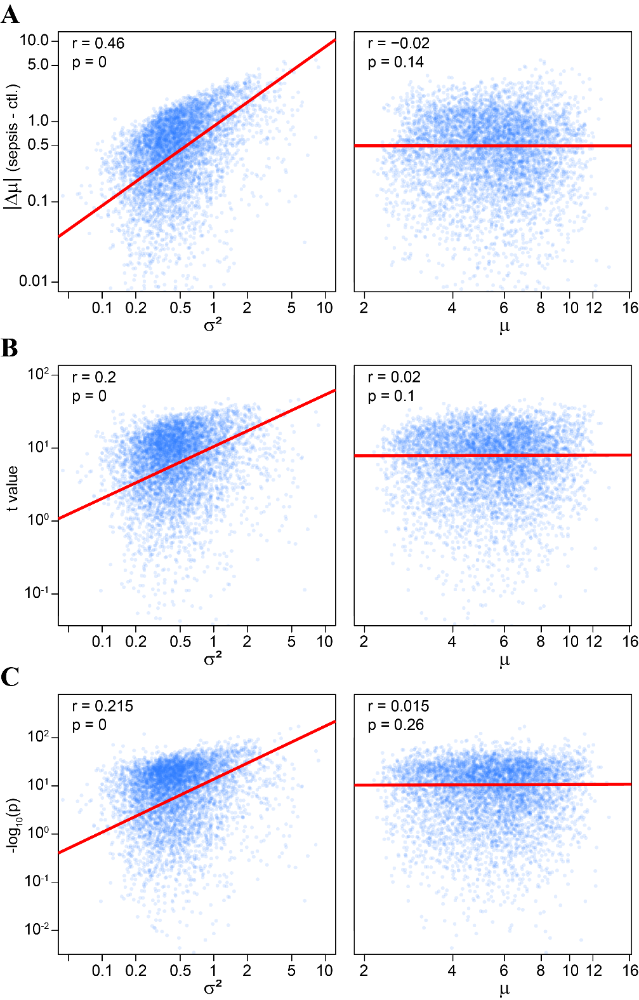 A
r = 0.46
p = 0
r = −0.02
p = 0.14
|Δμ| (sepsis - ctl.)
10.0
5.0
1.0
0.5
0.1
0.01
0.1 0.2 0.5 1 2 5 10
σ²
2 4 6 8 10 12 16
μ
B
r = 0.2
p = 0
r = 0.02
p = 0.1
t value
10²
10¹
10⁰
10⁻¹
0.1 0.2 0.5 1 2 5 10
σ²
2 4 6 8 10 12 16
μ
C
r = 0.215
p = 0
r = 0.015
p = 0.26
-log₁₀(p)
10²
10¹
10⁰
10⁻¹
10⁻²
0.1 0.2 0.5 1 2 5 10
σ²
2 4 6 8 10 12 16
μ